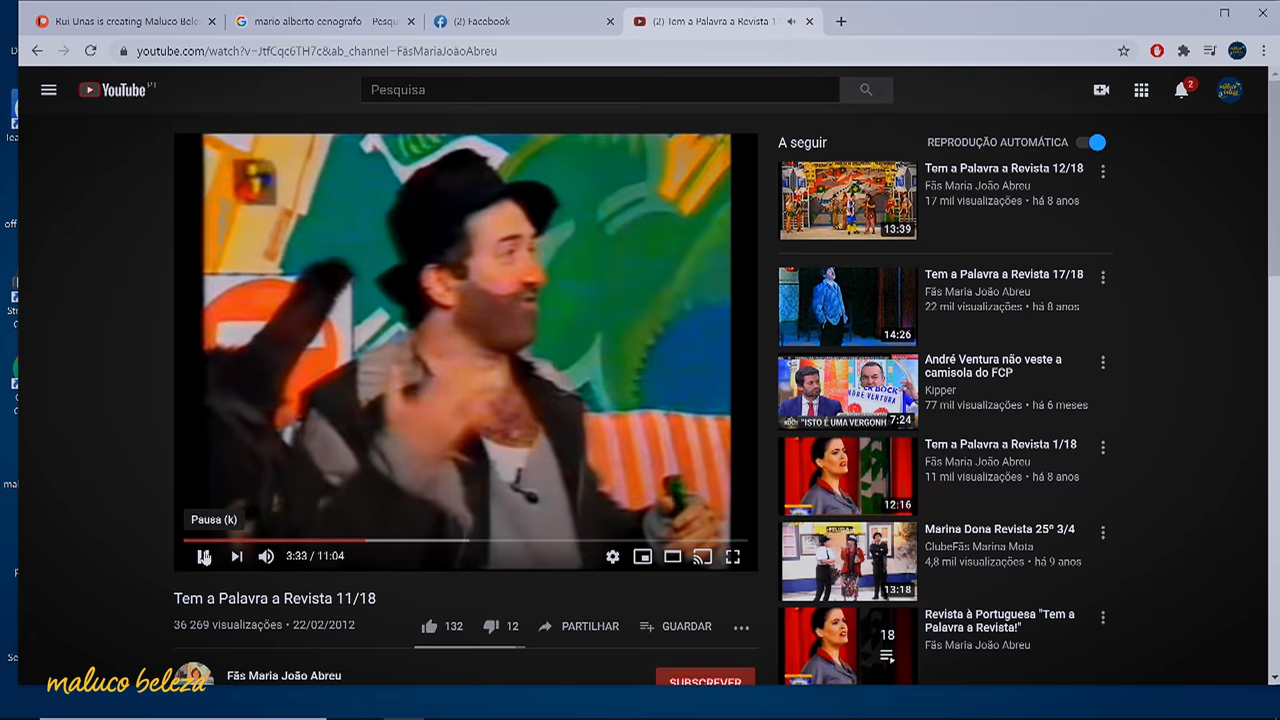 Rui Unas is creating Maluco Belez
mario alberto cenografo - Pesqu
(2) Facebook
(2) Tem a Palavra a Revista 1
youtube.com/watch?v=JtfCqc6TH7c&ab_channel=FãsMariaJoãoAbreu
YouTube PT
Pesquisa
2
A seguir
REPRODUÇÃO AUTOMÁTICA
Tem a Palavra a Revista 12/18
Fãs Maria João Abreu
17 mil visualizações • há 8 anos
13:39
Tem a Palavra a Revista 17/18
Fãs Maria João Abreu
22 mil visualizações • há 8 anos
14:26
André Ventura não veste a
camisola do FCP
Kipper
77 mil visualizações • há 6 meses
"ISTO É UMA VERGONH
7:24
Tem a Palavra a Revista 1/18
Fãs Maria João Abreu
11 mil visualizações • há 8 anos
12:16
Marina Dona Revista 25º 3/4
ClubeFãs Marina Mota
4,8 mil visualizações • há 9 anos
13:18
Revista à Portuguesa "Tem a
Palavra a Revista!"
Fãs Maria João Abreu
18
Pausa (k)
3:33 / 11:04
Tem a Palavra a Revista 11/18
36 269 visualizações • 22/02/2012
132
12
PARTILHAR
GUARDAR
Fãs Maria João Abreu
SUBSCREVER
maluco beleza